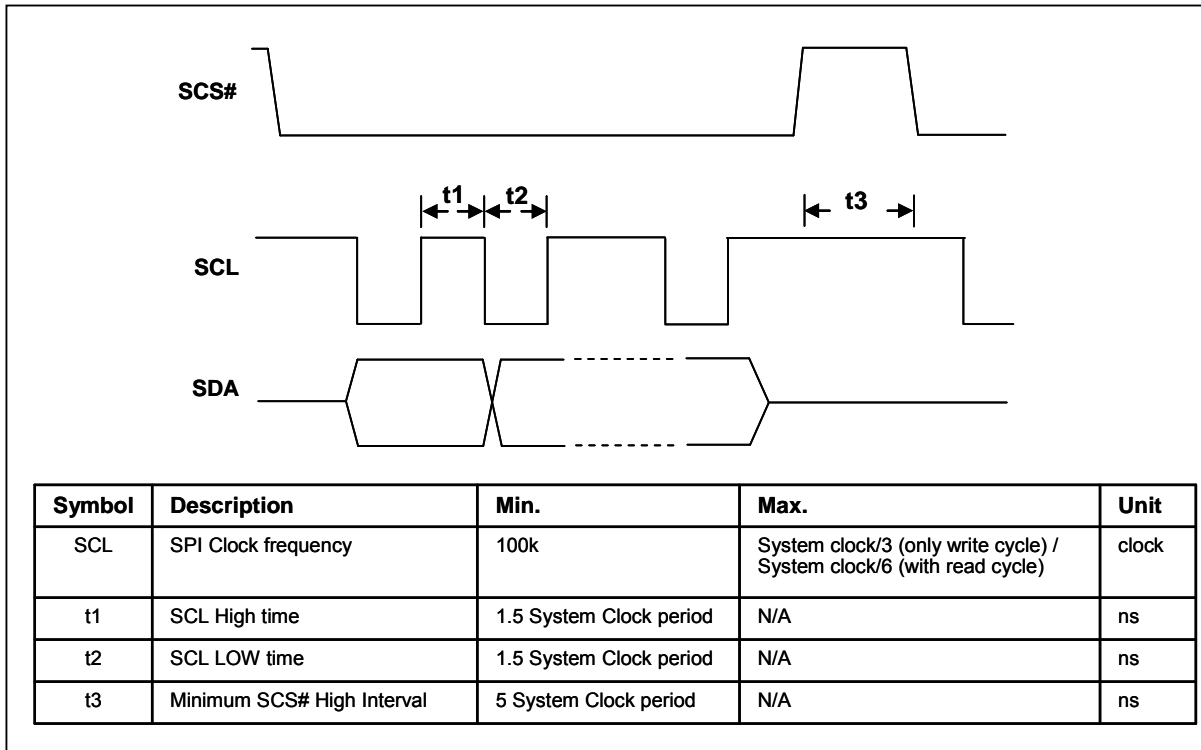 SCS#
t1 t2 t3
SCL
SDA
Symbol Description Min. Max. Unit
SCL SPI Clock frequency 100k System clock/3 (only write cycle) / clock
System clock/6 (with read cycle)
t1 SCL High time 1.5 System Clock period N/A ns
t2 SCL LOW time 1.5 System Clock period N/A ns
t3 Minimum SCS# High Interval 5 System Clock period N/A ns